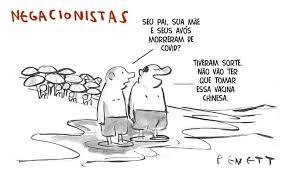 NEGACIONISTAS
SEU PAI, SUA MÃE
E SEUS AVÓS
MORRERAM DE
COVID?
TIVERAM SORTE.
NÃO VÃO TER
QUE TOMAR
ESSA VACINA
CHINESA.
BENETT